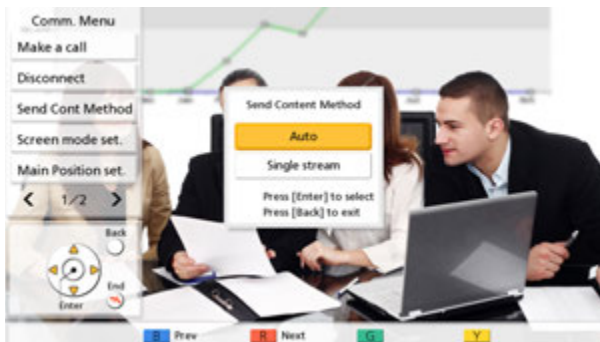 Comm. Menu
Make a call
Disconnect
Send Cont Method
Screen mode set.
Main Position set.
1/2
Back
End
Enter
Send Content Method
Auto
Single stream
Press [Enter] to select
Press [Back] to exit
B Prev R Next G Y